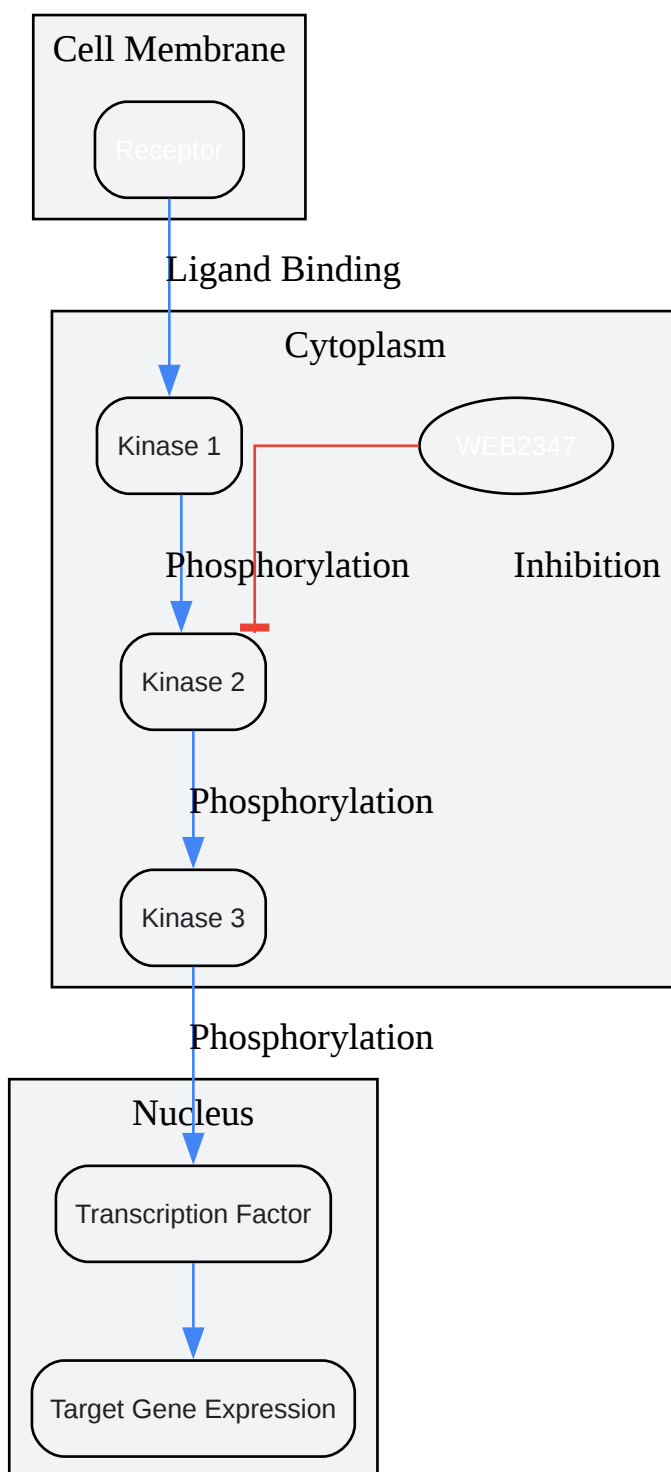 Cell Membrane
Receptor
Ligand Binding
Cytoplasm
Kinase 1
WEB2347
Phosphorylation
Inhibition
Kinase 2
Phosphorylation
Kinase 3
Phosphorylation
Nucleus
Transcription Factor
Target Gene Expression